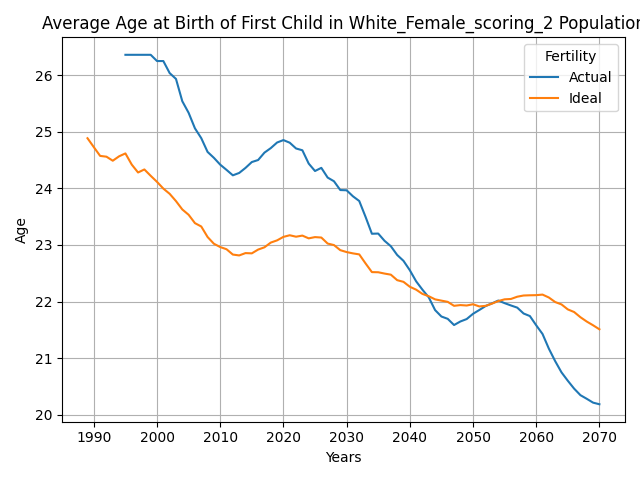 Average Age at Birth of First Child in White_Female_scoring_2 Population
Fertility
Actual
Ideal
Age
26
25
24
23
22
21
20
1990 2000 2010 2020 2030 2040 2050 2060 2070
Years